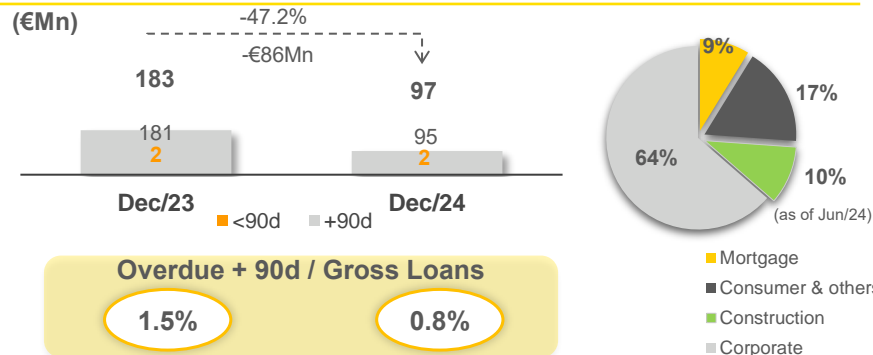 (€Mn)
-47.2%
-€86Mn
183
97
181
2
95
2
Dec/23
Dec/24
<90d
+90d
Overdue + 90d / Gross Loans
1.5%
0.8%
9%
17%
64%
10%
(as of Jun/24)
Mortgage
Consumer & others
Construction
Corporate